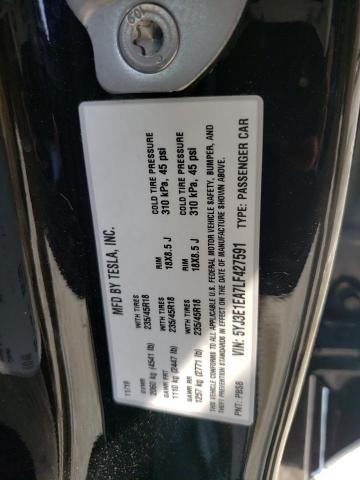 MFD BY TESLA, INC.
11/19
GVWR
2060 kg (4541 lb)
GAWR FRT
1110 kg (2447 lb)
WITH TIRES
235/45R18
RIM
18X8.5 J
COLD TIRE PRESSURE
310 kPa, 45 psi
GAWR RR
1257 kg (2771 lb)
WITH TIRES
235/45R18
RIM
18X8.5 J
COLD TIRE PRESSURE
310 kPa, 45 psi
THIS VEHICLE CONFORMS TO ALL APPLICABLE U.S. FEDERAL MOTOR VEHICLE SAFETY, BUMPER, AND
THEFT PREVENTION STANDARDS IN EFFECT ON THE DATE OF MANUFACTURE SHOWN ABOVE.
VIN: 5YJ3E1EA7LF427591
TYPE: PASSENGER CAR
PNT: PBSB